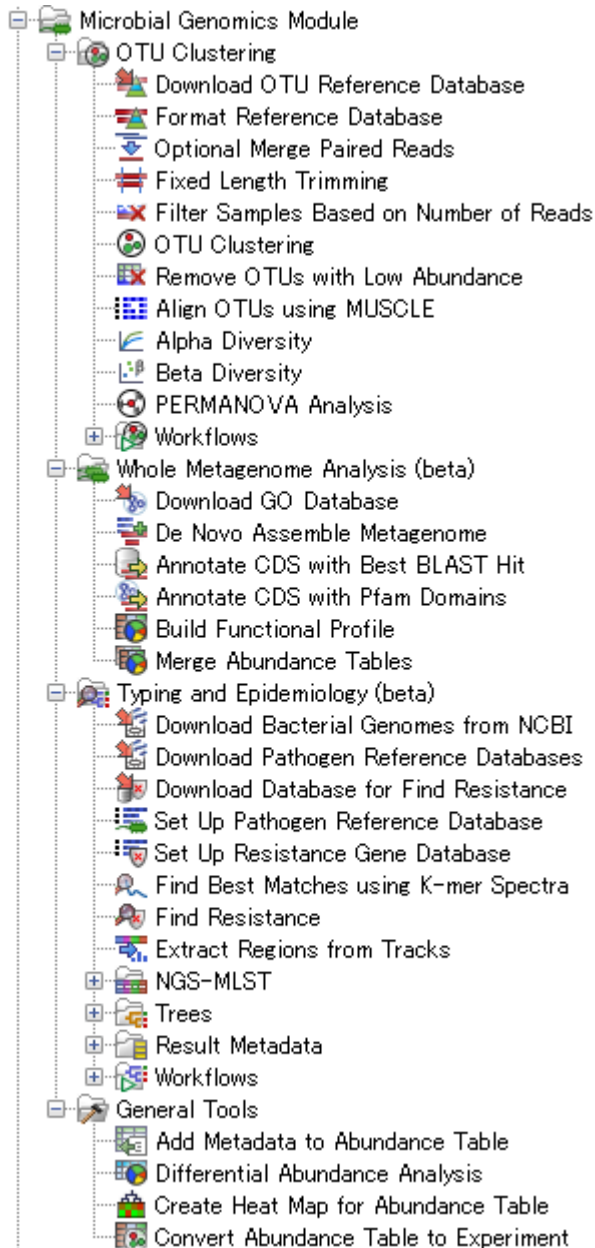 Microbial Genomics Module
OTU Clustering
Download OTU Reference Database
Format Reference Database
Optional Merge Paired Reads
Fixed Length Trimming
Filter Samples Based on Number of Reads
OTU Clustering
Remove OTUs with Low Abundance
Align OTUs using MUSCLE
Alpha Diversity
Beta Diversity
PERMANOVA Analysis
Workflows
Whole Metagenome Analysis (beta)
Download GO Database
De Novo Assemble Metagenome
Annotate CDS with Best BLAST Hit
Annotate CDS with Pfam Domains
Build Functional Profile
Merge Abundance Tables
Typing and Epidemiology (beta)
Download Bacterial Genomes from NCBI
Download Pathogen Reference Databases
Download Database for Find Resistance
Set Up Pathogen Reference Database
Set Up Resistance Gene Database
Find Best Matches using K-mer Spectra
Find Resistance
Extract Regions from Tracks
NGS-MLST
Trees
Result Metadata
Workflows
General Tools
Add Metadata to Abundance Table
Differential Abundance Analysis
Create Heat Map for Abundance Table
Convert Abundance Table to Experiment